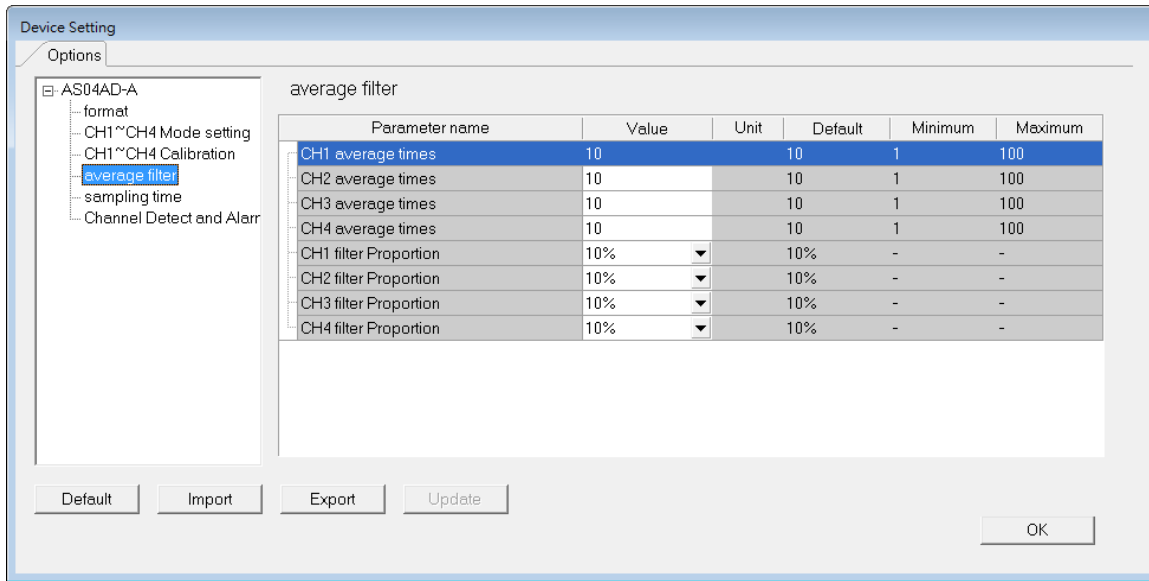 Device Setting
Options
AS04AD-A
format
CH1~CH4 Mode setting
CH1~CH4 Calibration
average filter
sampling time
Channel Detect and Alarr
average filter
Parameter name Value Unit Default Minimum Maximum
CH1 average times 10 10 1 100
CH2 average times 10 10 1 100
CH3 average times 10 10 1 100
CH4 average times 10 10 1 100
CH1 filter Proportion 10% 10% - -
CH2 filter Proportion 10% 10% - -
CH3 filter Proportion 10% 10% - -
CH4 filter Proportion 10% 10% - -
Default Import Export Update
OK